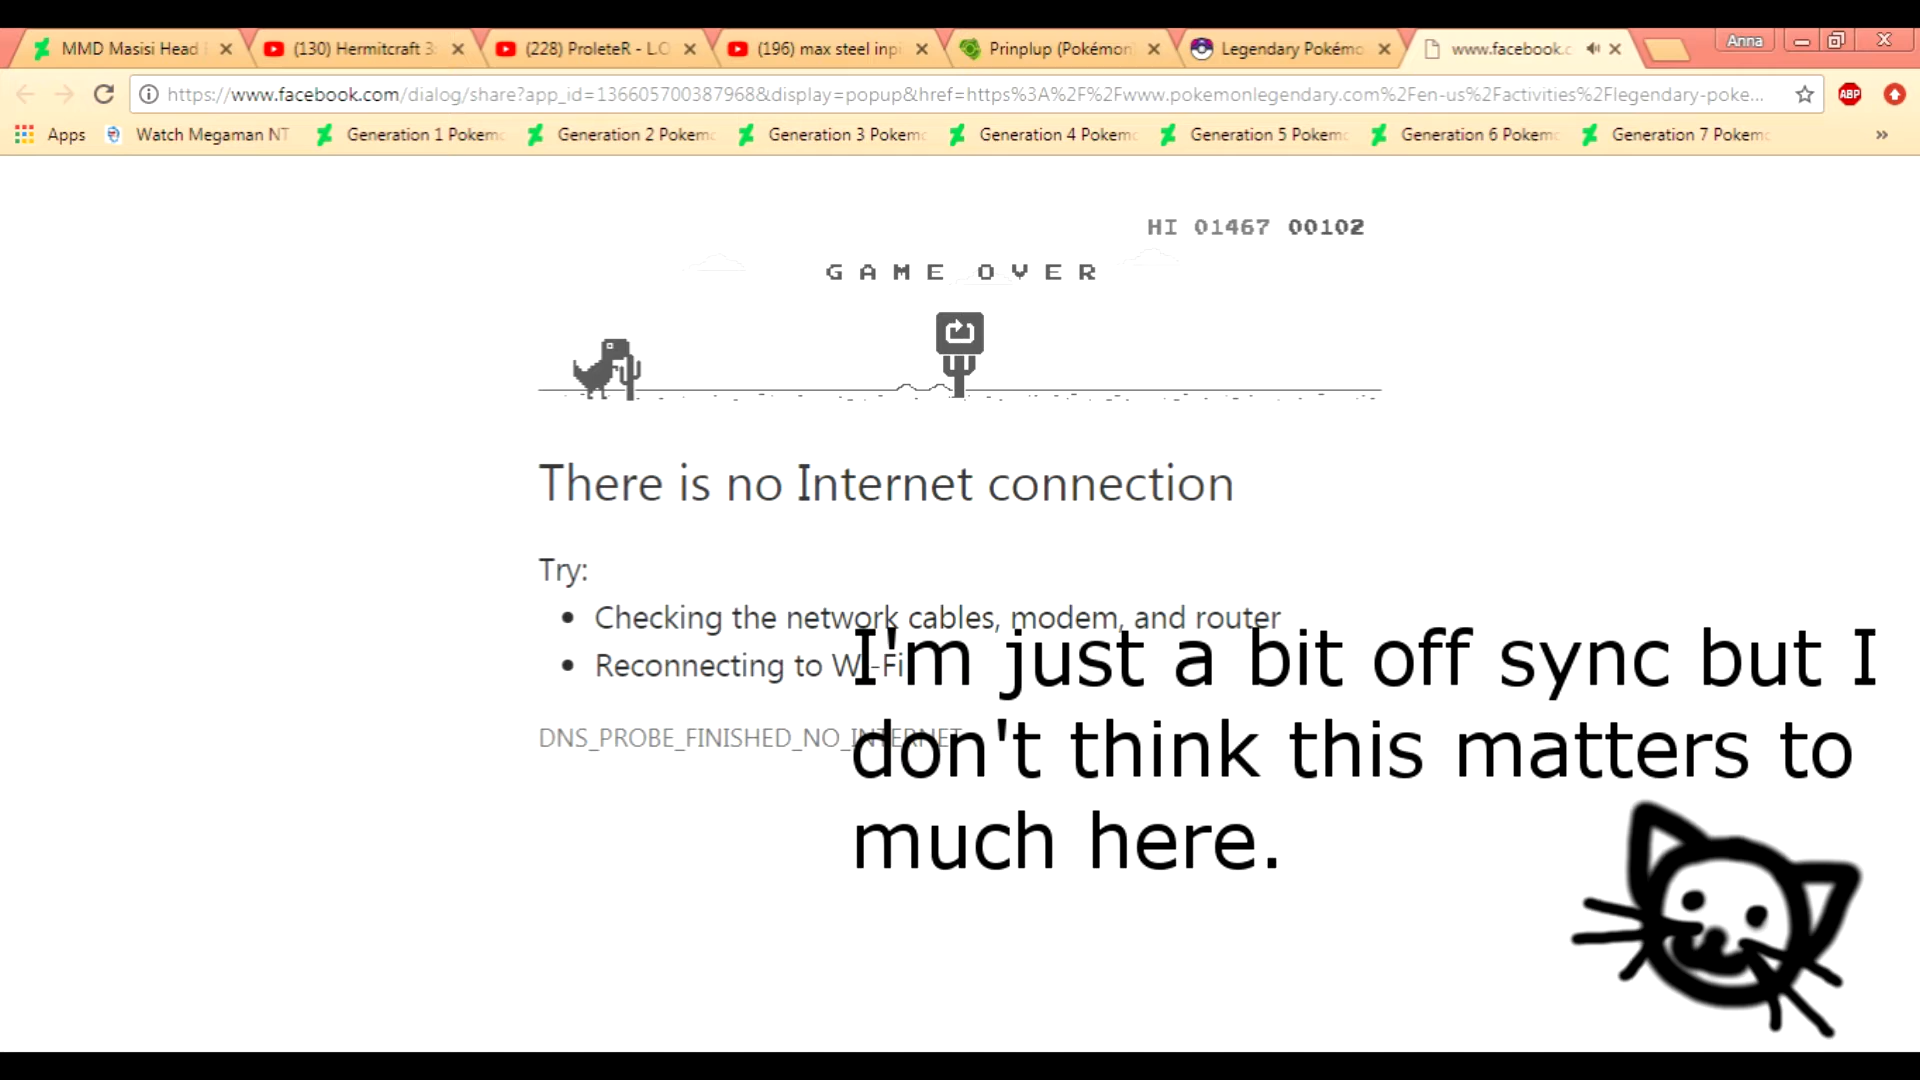 MMD Masisi Head
(130) Hermitcraft 3
(228) ProleteR - L.O
(196) max steel inpi
Prinplup (Pokémon
Legendary Pokémo
www.facebook.c
Anna
https://www.facebook.com/dialog/share?app_id=136605700387968&display=popup&href=https%3A%2F%2Fwww.pokemonlegendary.com%2Fen-us%2Factivities%2Flegendary-poke...
ABP
Apps
Watch Megaman NT
Generation 1 Pokem
Generation 2 Pokem
Generation 3 Pokem
Generation 4 Pokem
Generation 5 Pokem
Generation 6 Pokem
Generation 7 Pokem
HI 01467 00102
GAME OVER
There is no Internet connection
Try:
Checking the network cables, modem, and router
Reconnecting to Wi-Fi
DNS_PROBE_FINISHED_NO_INTERNET
I'm just a bit off sync but I
don't think this matters to
much here.